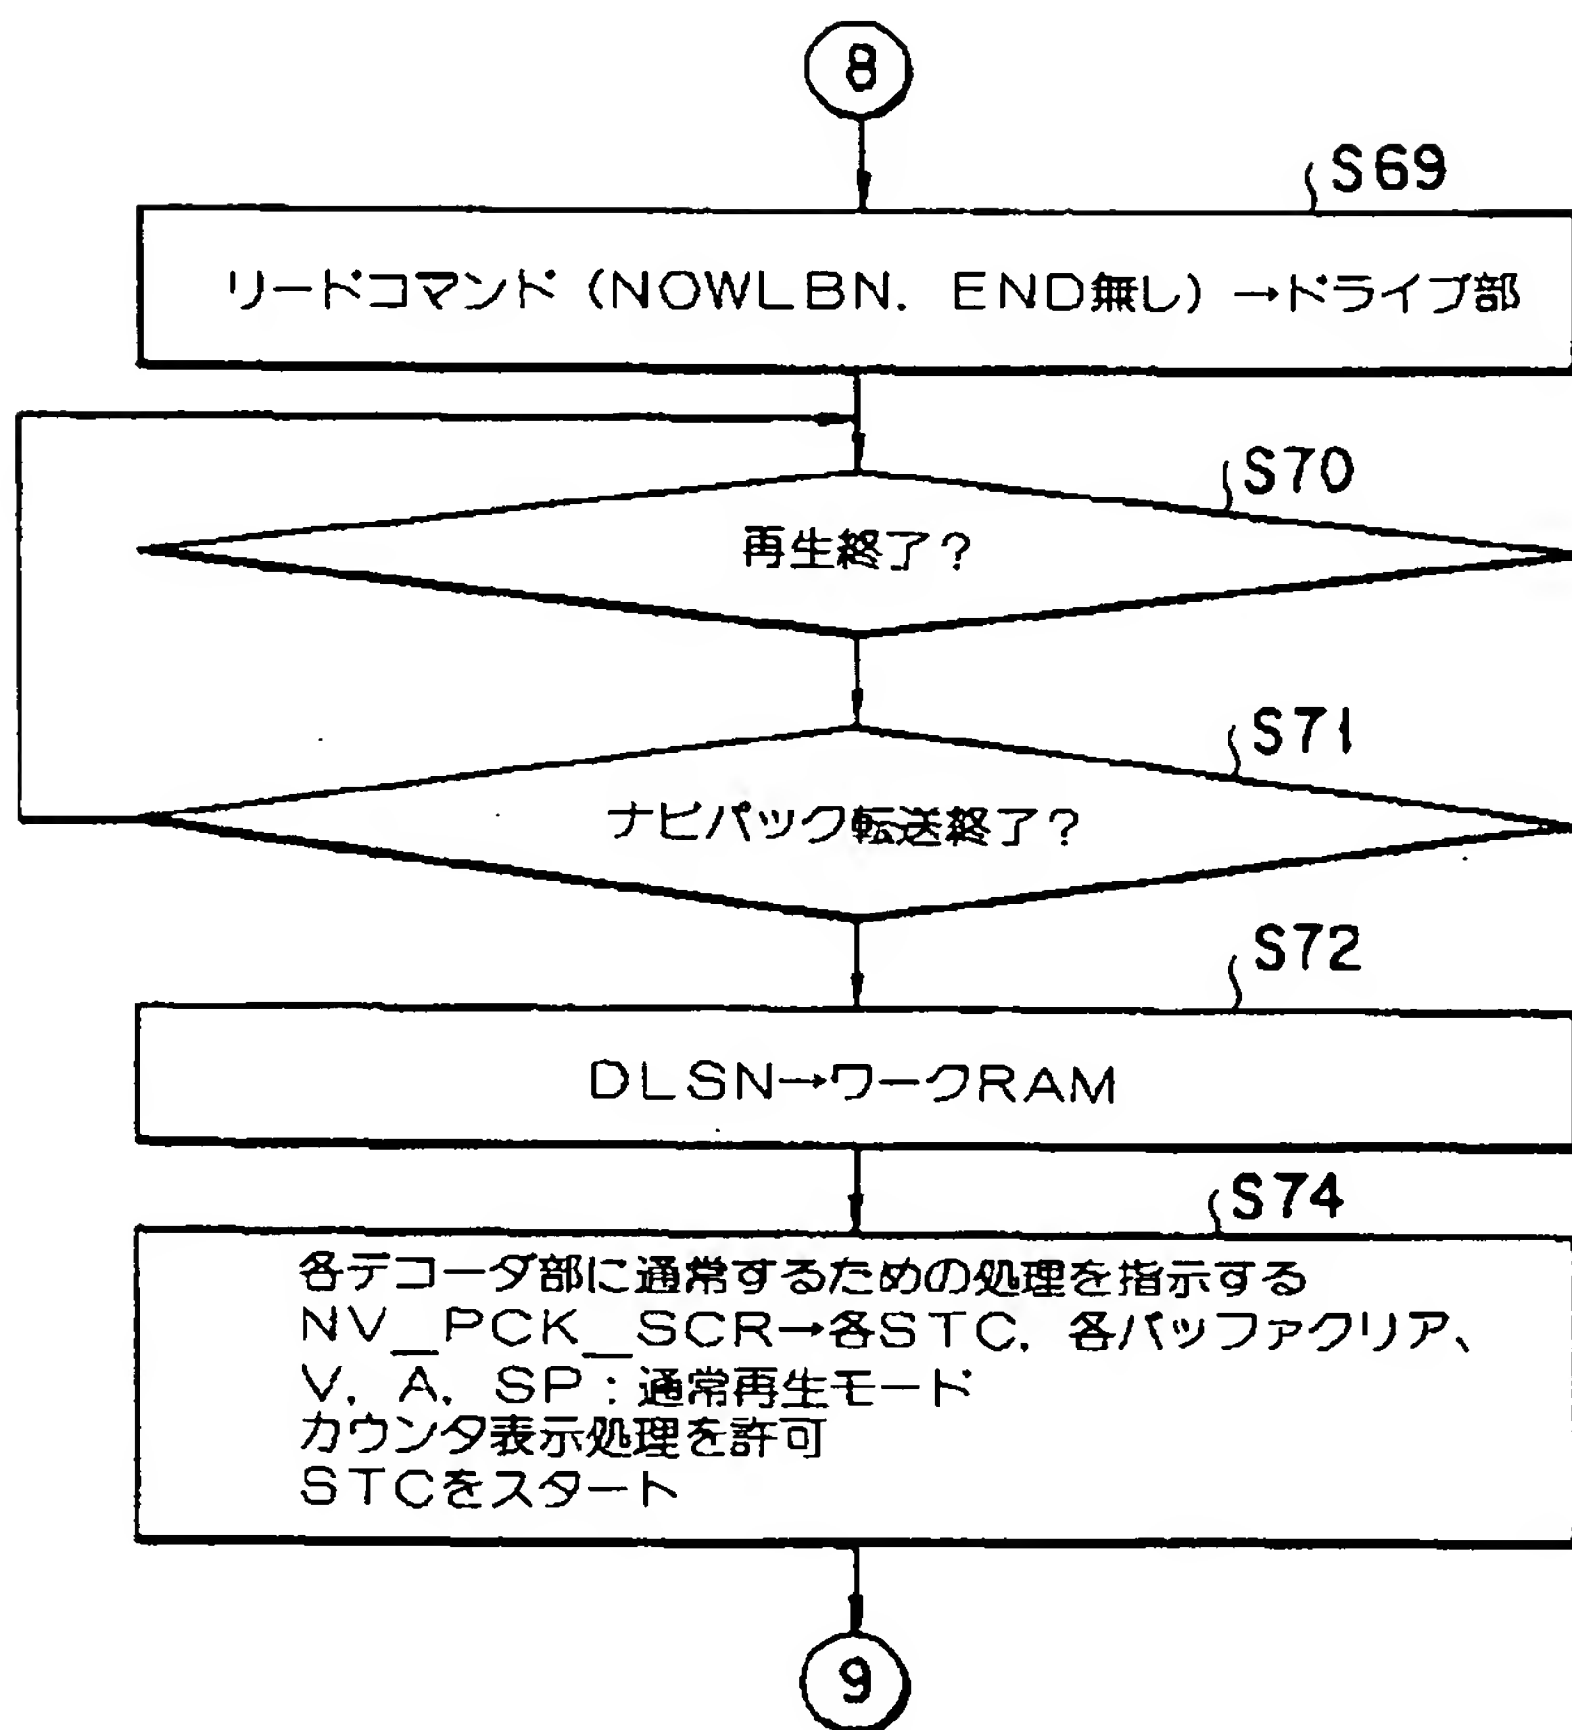 8
S69
リードコマンド（NOWLBN．END無し）→ドライブ部
S70
再生終了？
S71
ナビパック転送終了？
S72
DLSN→ワークRAM
S74
各デコーダ部に通常するための処理を指示する
NV_PCK_SCR→各STC．各バッファクリア、
V．A．SP：通常再生モード
カウンタ表示処理を許可
STCをスタート
9